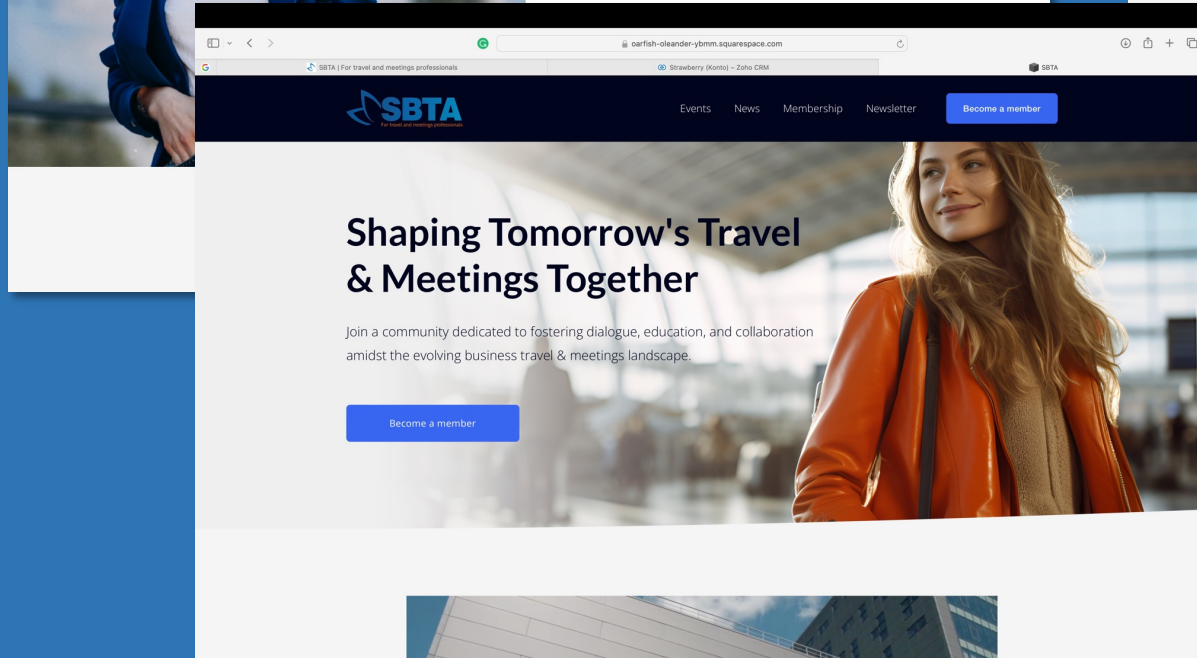 oarfish-oleander-ybmm.squarespace.com
SBTA | For travel and meetings professionals
Strawberry (Konto) – Zoho CRM
SBTA
SBTA
For travel and meetings professionals
Events
News
Membership
Newsletter
Become a member
Shaping Tomorrow's Travel
& Meetings Together
Join a community dedicated to fostering dialogue, education, and collaboration
amidst the evolving business travel & meetings landscape.
Become a member